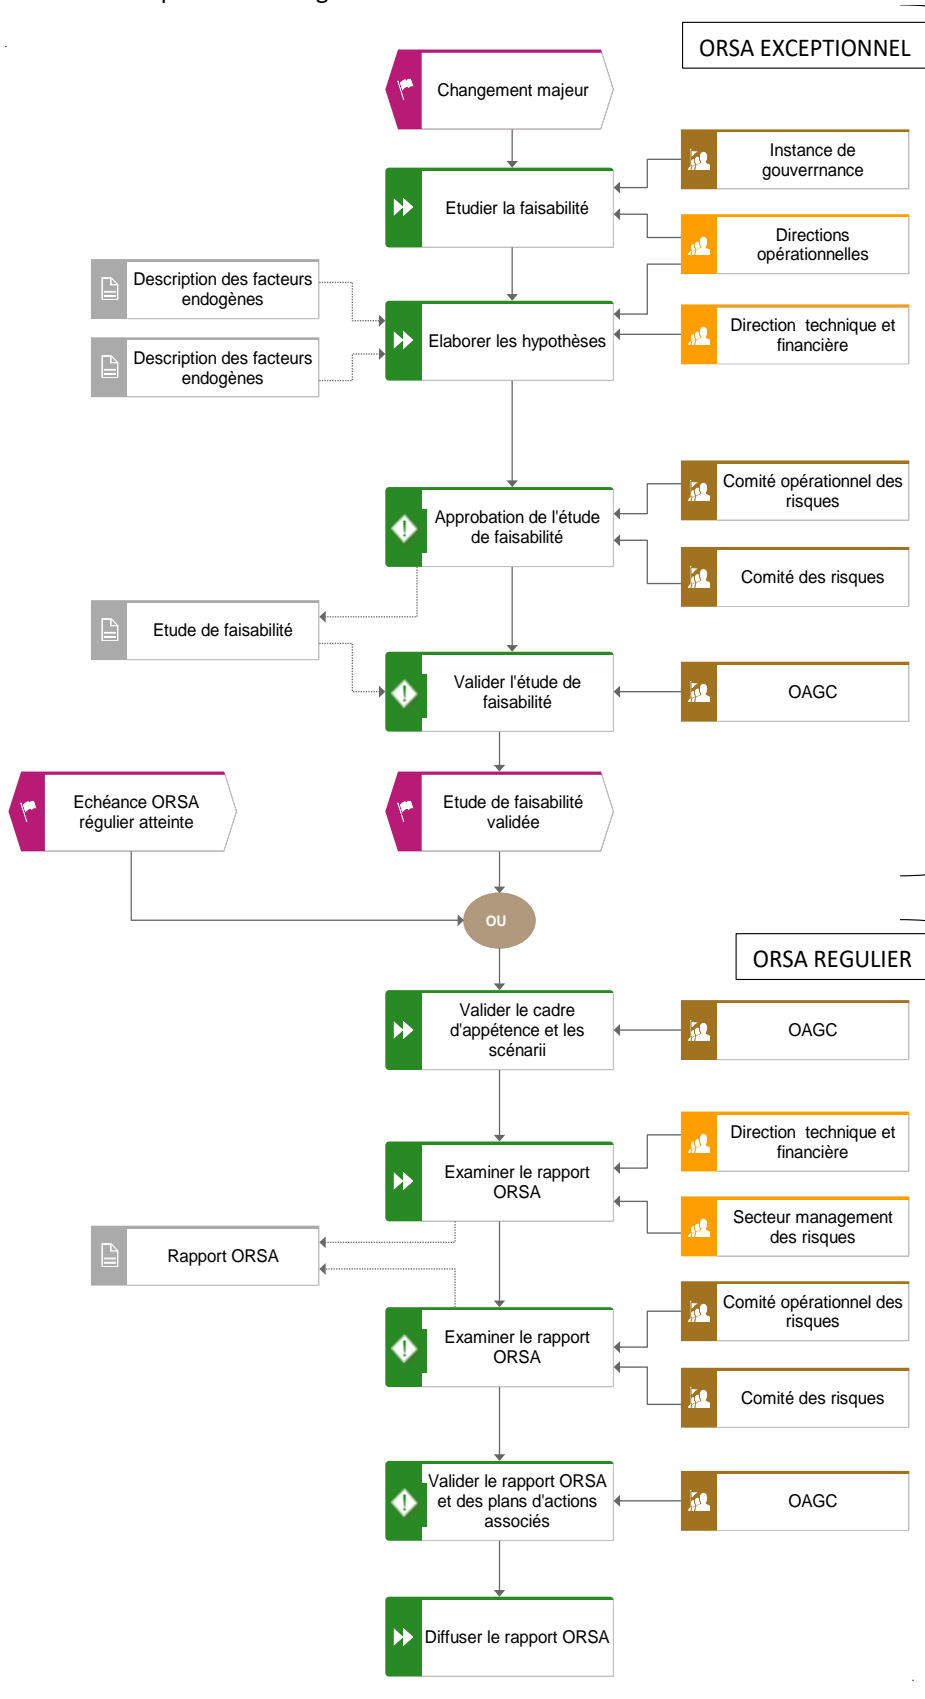 ORSA EXCEPTIONNEL
Changement majeur
Instance de
gouverrnance
Etudier la faisabilité
Directions
opérationnelles
Description des facteurs
endogènes
Elaborer les hypothèses
Direction  technique et
financière
Description des facteurs
endogènes
Comité opérationnel des
risques
Approbation de l'étude
de faisabilité
Comité des risques
Etude de faisabilité
Valider l'étude de
faisabilité
OAGC
Echéance ORSA
régulier atteinte
Etude de faisabilité
validée
OU
ORSA REGULIER
Valider le cadre
d'appétence et les
scénarii
OAGC
Direction  technique et
financière
Examiner le rapport
ORSA
Secteur management
des risques
Rapport ORSA
Comité opérationnel des
risques
Examiner le rapport
ORSA
Comité des risques
Valider le rapport ORSA
et des plans d'actions
associés
OAGC
Diffuser le rapport ORSA